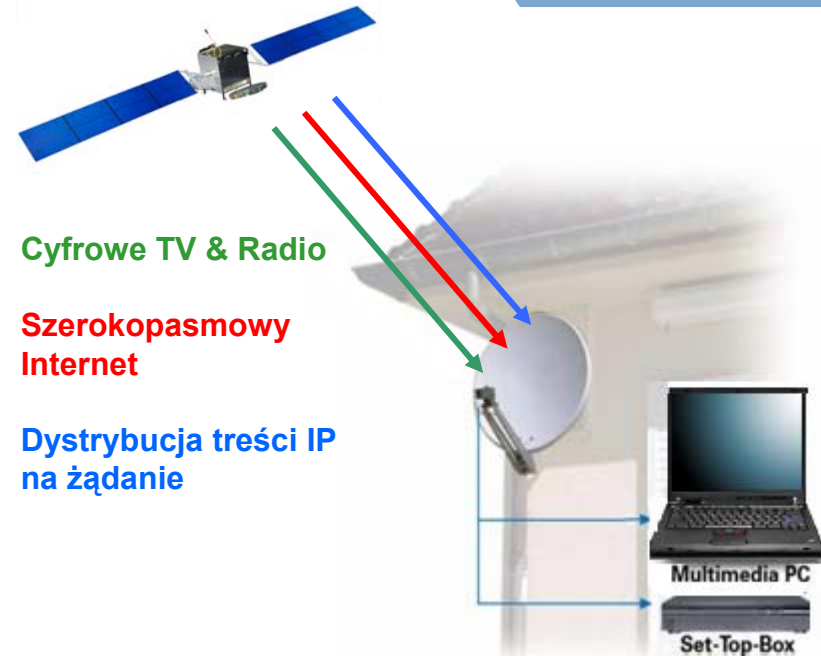 Cyfrowe TV & Radio
Szerokopasmowy
Internet
Dystrybucja treści IP
na żądanie
Multimedia PC
Set-Top-Box